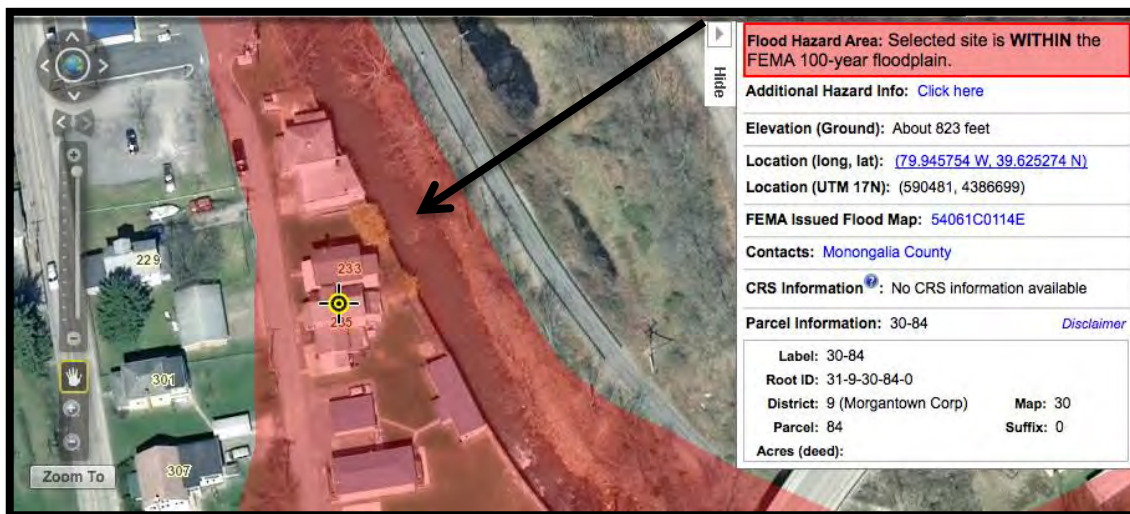 Flood Hazard Area: Selected site is WITHIN the
FEMA 100-year floodplain.
Hide
Additional Hazard Info: Click here
Elevation (Ground): About 823 feet
Location (long, lat): (79.945754 W, 39.625274 N)
Location (UTM 17N): (590481, 4386699)
FEMA Issued Flood Map: 54061C0114E
Contacts: Monongalia County
CRS Information?: No CRS information available
Parcel Information: 30-84 Disclaimer
Label: 30-84
Root ID: 31-9-30-84-0
District: 9 (Morgantown Corp) Map: 30
Parcel: 84 Suffix: 0
Acres (deed):
229
233
235
301
307
Zoom To